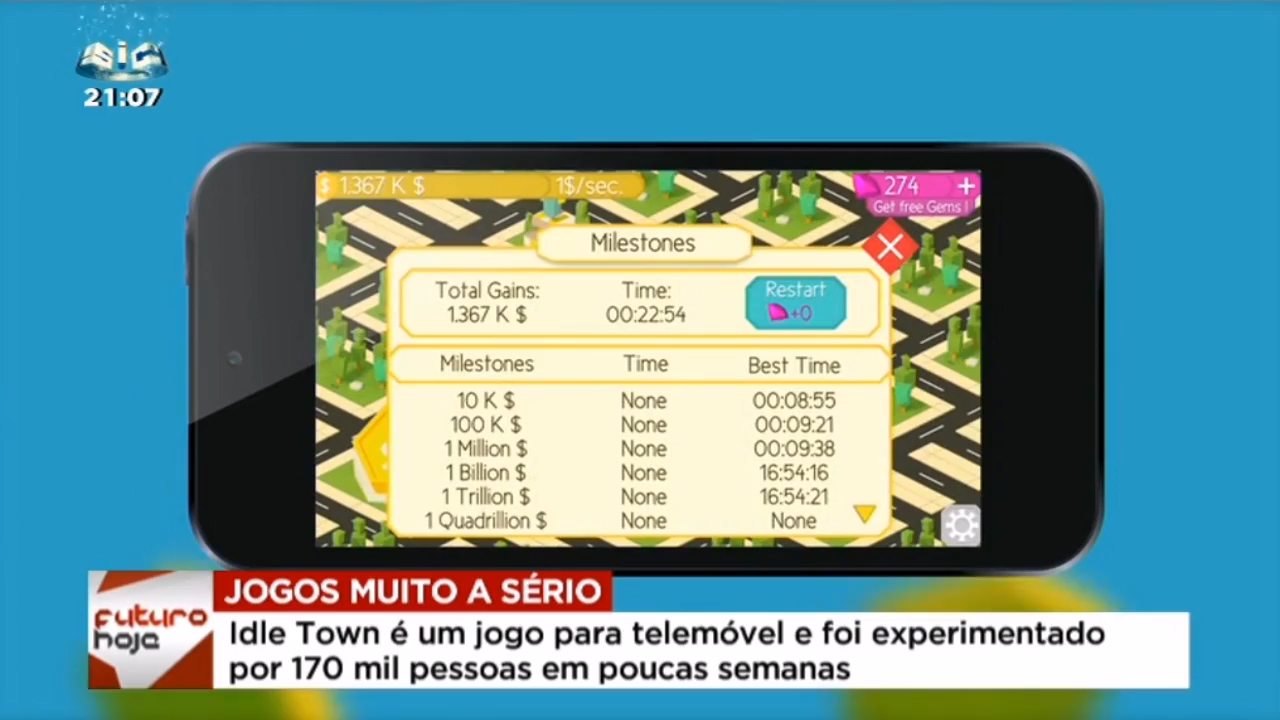 SIC
21:07
$ 1.367 K $ 1$/sec. 274 +
Get free Gems !
Milestones
Total Gains: Time: Restart
1.367 K $ 00:22:54 +0
Milestones Time Best Time
10 K $ None 00:08:55
100 K $ None 00:09:21
1 Million $ None 00:09:38
1 Billion $ None 16:54:16
1 Trillion $ None 16:54:21
1 Quadrillion $ None None
JOGOS MUITO A SÉRIO
futuro
hoje
Idle Town é um jogo para telemóvel e foi experimentado
por 170 mil pessoas em poucas semanas